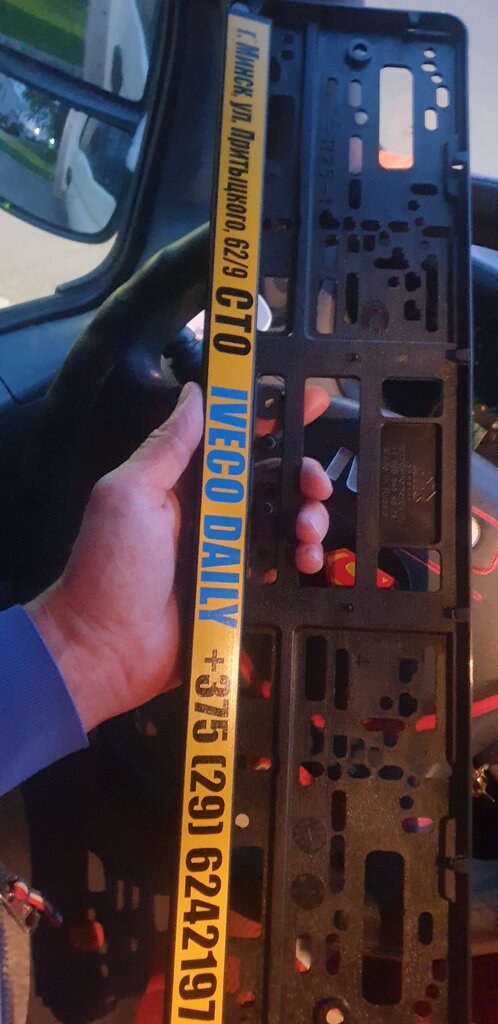 г. Минск, ул. Притыцкого, 62/9 СТО IVECO DAILY +375 (29) 6242197